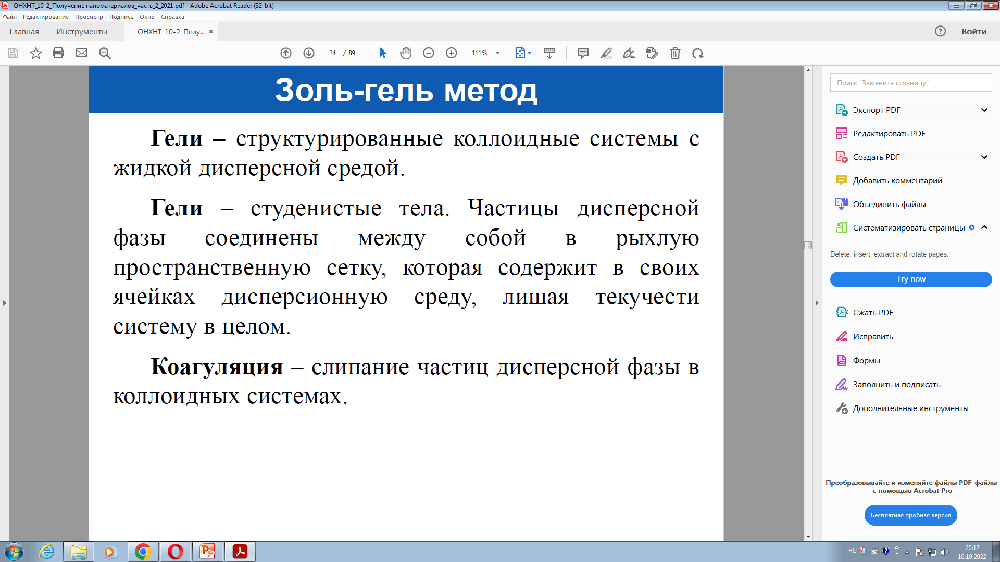 ОНХНТ_10-2_Получение наноматериалов_часть_2_2021.pdf - Adobe Acrobat Reader (32-bit)
Файл Редактирование Просмотр Подпись Окно Справка
Главная Инструменты ОНХНТ_10-2_Полу... × Войти
34 / 89 111%
Золь-гель метод
Гели – структурированные коллоидные системы с
жидкой дисперсной средой.
Гели – студенистые тела. Частицы дисперсной
фазы соединены между собой в рыхлую
пространственную сетку, которая содержит в своих
ячейках дисперсионную среду, лишая текучести
систему в целом.
Коагуляция – слипание частиц дисперсной фазы в
коллоидных системах.
Поиск "Заменить страницу"
Экспорт PDF
Редактировать PDF
Создать PDF
Добавить комментарий
Объединить файлы
Систематизировать страницы
Delete, insert, extract and rotate pages.
Try now
Сжать PDF
Исправить
Формы
Заполнить и подписать
Дополнительные инструменты
Преобразовывайте и изменяйте файлы PDF-файлы
с помощью Acrobat Pro
Бесплатная пробная версия
RU 20:17
16.10.2022